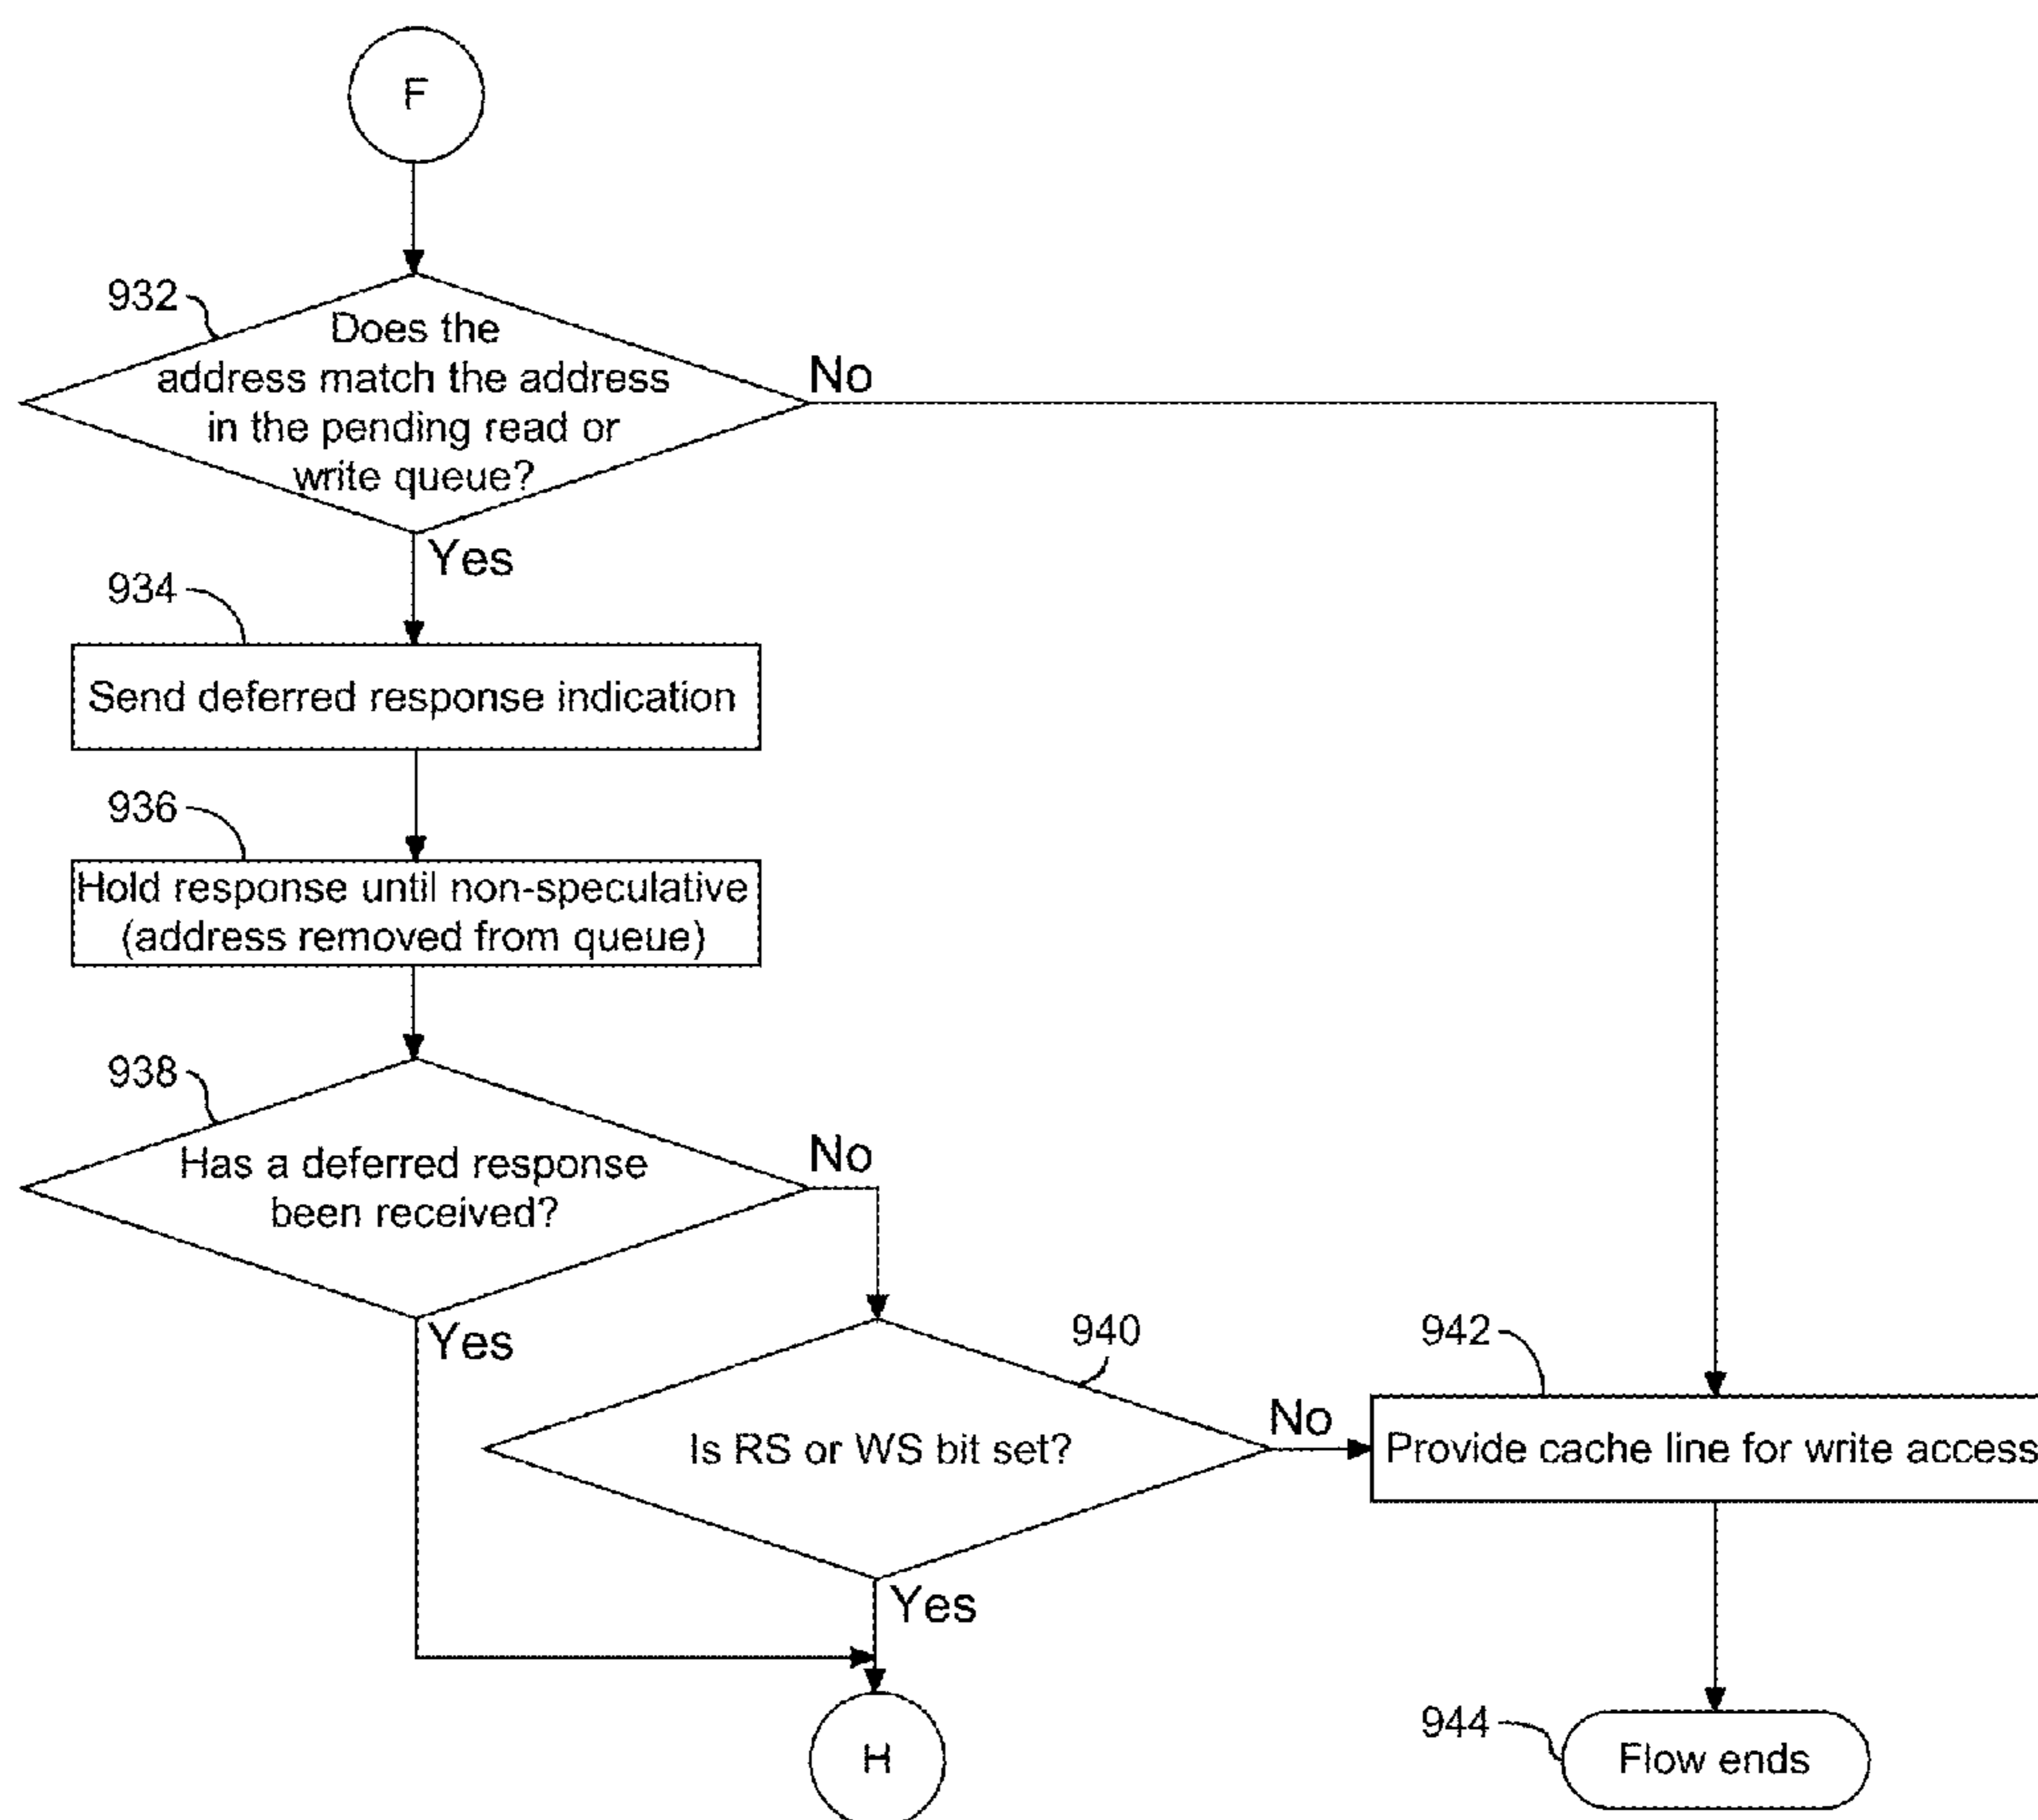 F
932
Does the
address match the address
in the pending read or
write queue?
No
Yes
934
Send deferred response indication
936
Hold response until non-speculative
(address removed from queue)
938
Has a deferred response
been received?
No
Yes
940
Is RS or WS bit set?
No
Yes
942
Provide cache line for write access
H
944
Flow ends